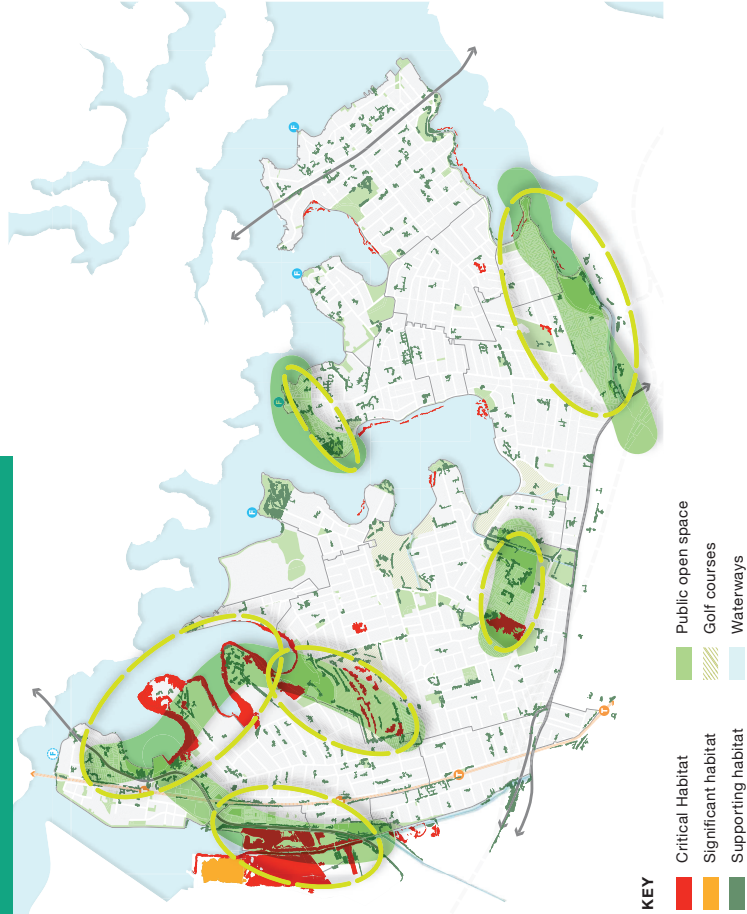 KEY
Critical Habitat
Significant habitat
Supporting habitat
Public open space
Golf courses
Waterways
F
F
F
F
F
T
T